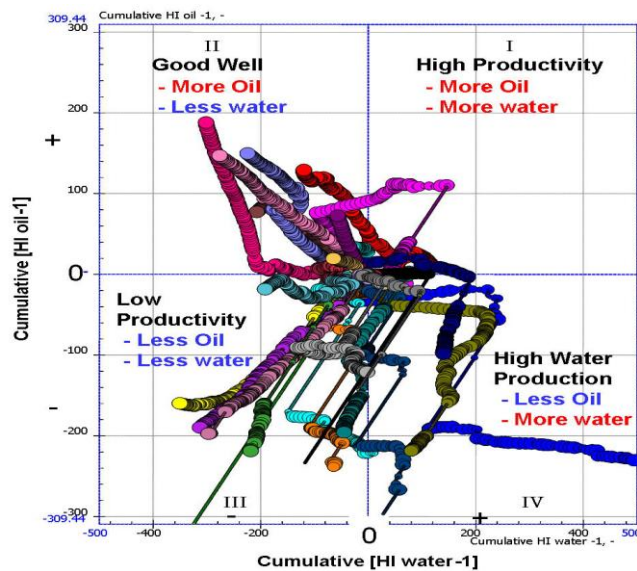 309.44 Cumulative HI oil -1, -
300
II
I
Good Well
- More Oil
- Less water
High Productivity
- More Oil
- More water
200
+
100
Cumulative [HI oil-1]
0
Low
Productivity
- Less Oil
- Less water
-100
High Water
Production
- Less Oil
- More water
-
-200
III
IV
-300
-309.44
-500
-400
-200
-
0
200
+
400
500
Cumulative HI water -1, -
Cumulative [HI water-1]